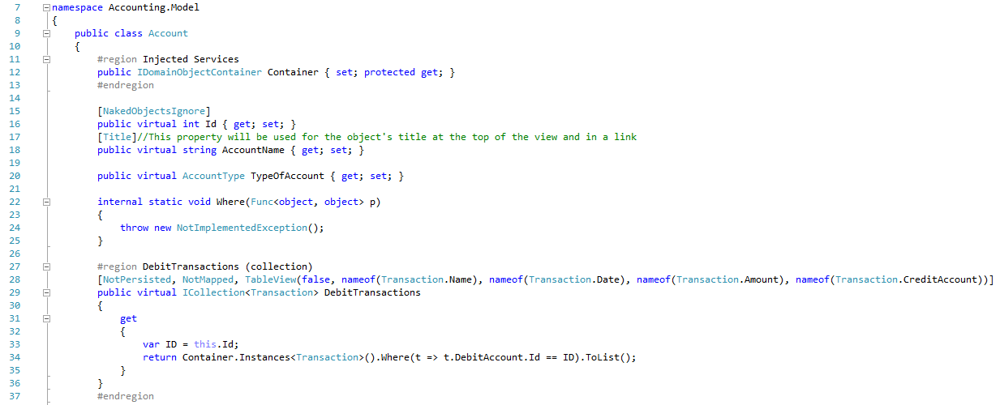 7 namespace Accounting.Model
8 {
9 public class Account
10 {
11 #region Injected Services
12 public IDomainObjectContainer Container { set; protected get; }
13 #endregion
14
15 [NakedObjectsIgnore]
16 public virtual int Id { get; set; }
17 [Title]//This property will be used for the object's title at the top of the view and in a link
18 public virtual string AccountName { get; set; }
19
20 public virtual AccountType TypeOfAccount { get; set; }
21
22 internal static void Where(Func<object, object> p)
23 {
24 throw new NotImplementedException();
25 }
26
27 #region DebitTransactions (collection)
28 [NotPersisted, NotMapped, TableView(false, nameof(Transaction.Name), nameof(Transaction.Date), nameof(Transaction.Amount), nameof(Transaction.CreditAccount))]
29 public virtual ICollection<Transaction> DebitTransactions
30 {
31 get
32 {
33 var ID = this.Id;
34 return Container.Instances<Transaction>().Where(t => t.DebitAccount.Id == ID).ToList();
35 }
36 }
37 #endregion